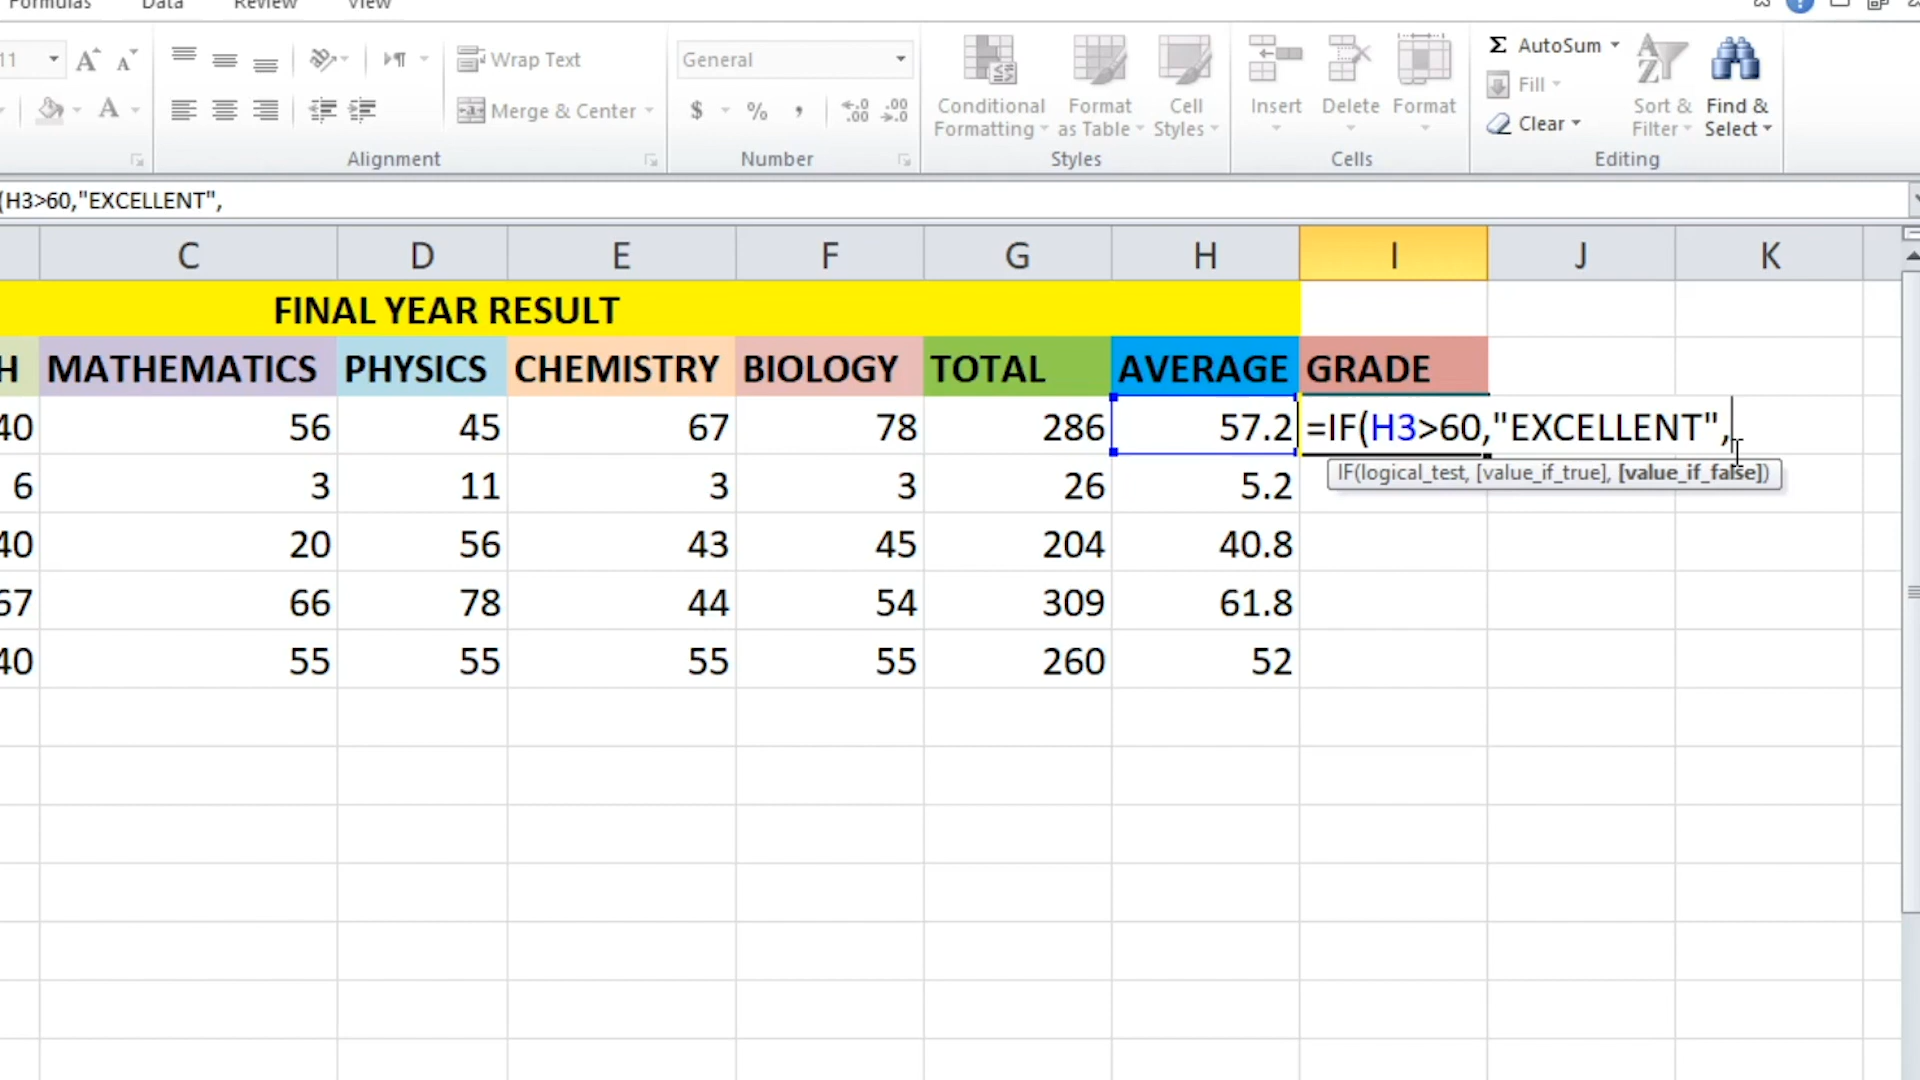 Formulas Data Review View
11 A A Wrap Text General AutoSum
$ % , .0 .00 .00 .0 Conditional Formatting Format as Table Cell Styles Insert Delete Format Fill Sort & Filter Find & Select
A Merge & Center Clear
Alignment Number Styles Cells Editing
(H3>60,"EXCELLENT",
C D E F G H I J K
FINAL YEAR RESULT
H MATHEMATICS PHYSICS CHEMISTRY BIOLOGY TOTAL AVERAGE GRADE
40 56 45 67 78 286 57.2 =IF(H3>60,"EXCELLENT",
IF(logical_test, [value_if_true], [value_if_false])
6 3 11 3 3 26 5.2
40 20 56 43 45 204 40.8
67 66 78 44 54 309 61.8
40 55 55 55 55 260 52